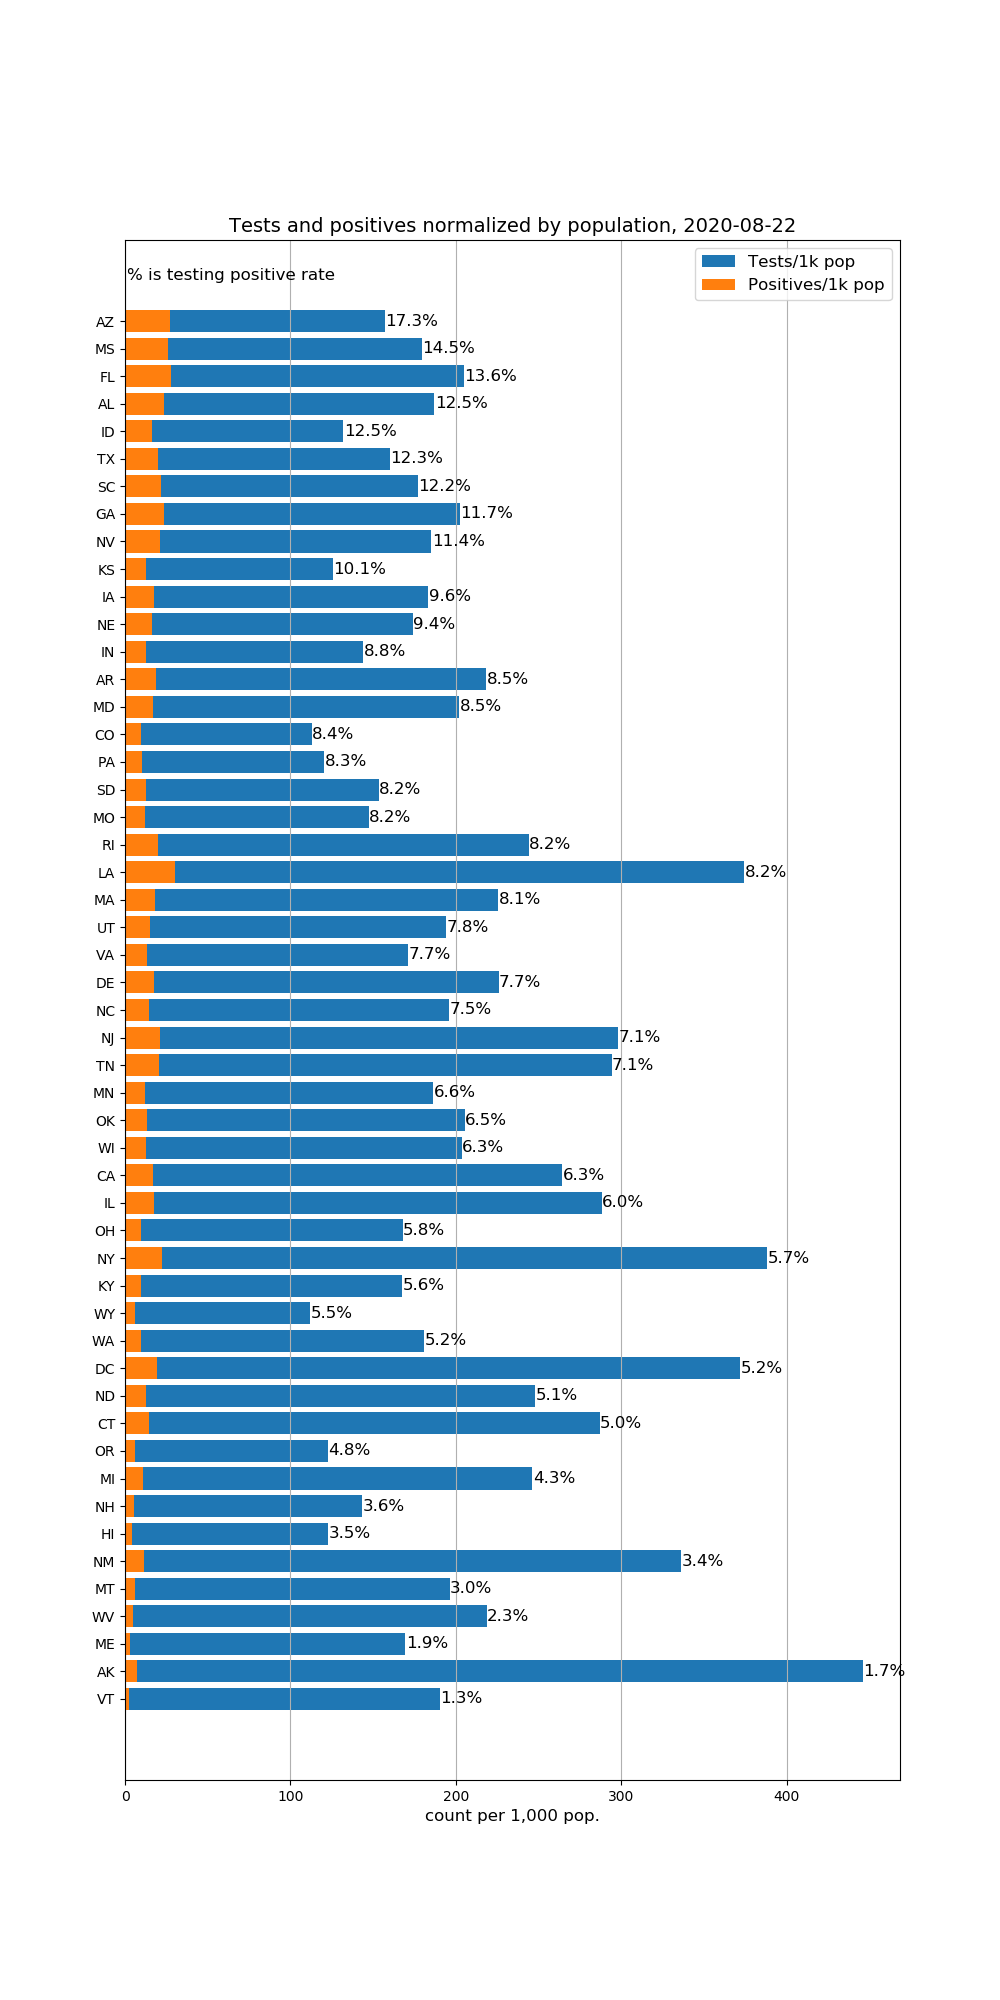 Tests and positives normalized by population, 2020-08-22
% is testing positive rate
Tests/1k pop
Positives/1k pop
AZ 17.3%
MS 14.5%
FL 13.6%
AL 12.5%
ID 12.5%
TX 12.3%
SC 12.2%
GA 11.7%
NV 11.4%
KS 10.1%
IA 9.6%
NE 9.4%
IN 8.8%
AR 8.5%
MD 8.5%
CO 8.4%
PA 8.3%
SD 8.2%
MO 8.2%
RI 8.2%
LA 8.2%
MA 8.1%
UT 7.8%
VA 7.7%
DE 7.7%
NC 7.5%
NJ 7.1%
TN 7.1%
MN 6.6%
OK 6.5%
WI 6.3%
CA 6.3%
IL 6.0%
OH 5.8%
NY 5.7%
KY 5.6%
WY 5.5%
WA 5.2%
DC 5.2%
ND 5.1%
CT 5.0%
OR 4.8%
MI 4.3%
NH 3.6%
HI 3.5%
NM 3.4%
MT 3.0%
WV 2.3%
ME 1.9%
AK 1.7%
VT 1.3%
0 100 200 300 400
count per 1,000 pop.